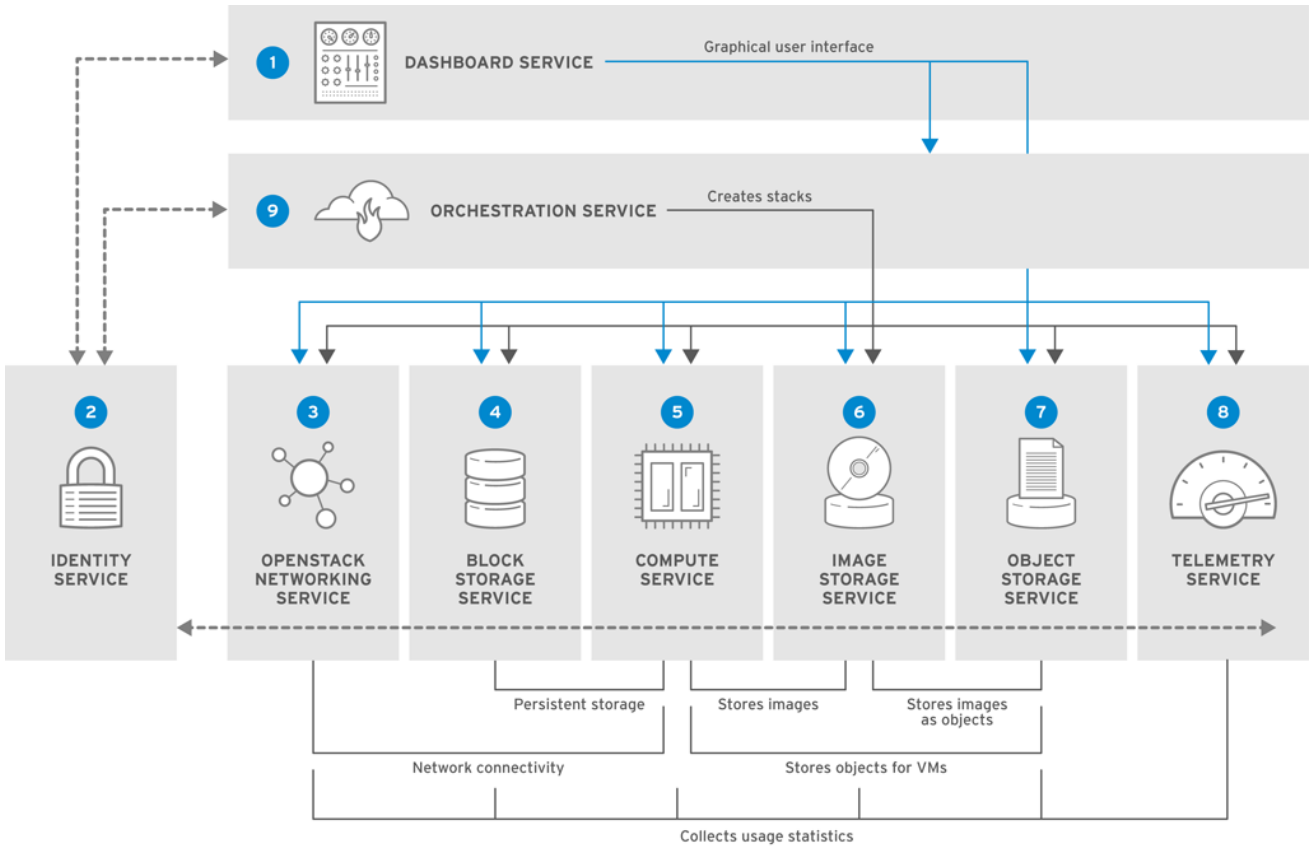 1
DASHBOARD SERVICE
Graphical user interface
9
ORCHESTRATION SERVICE
Creates stacks
2
IDENTITY
SERVICE
3
OPENSTACK
NETWORKING
SERVICE
4
BLOCK
STORAGE
SERVICE
5
COMPUTE
SERVICE
6
IMAGE
STORAGE
SERVICE
7
OBJECT
STORAGE
SERVICE
8
TELEMETRY
SERVICE
Persistent storage
Stores images
Stores images
as objects
Network connectivity
Stores objects for VMs
Collects usage statistics